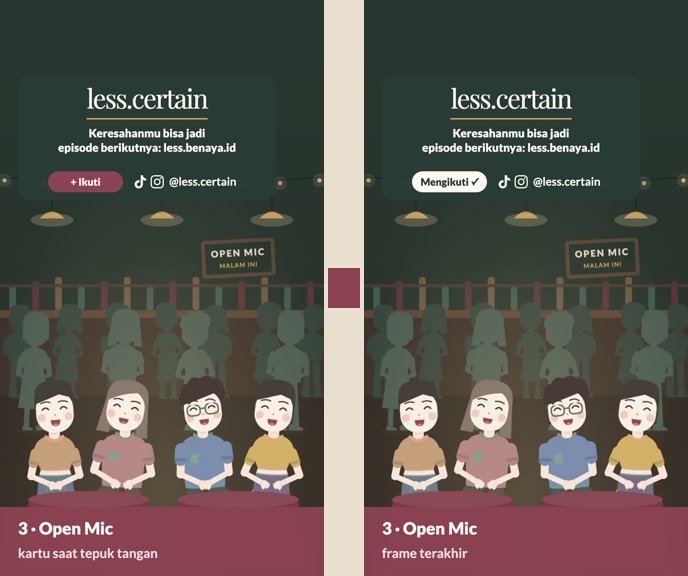 less.certain
Keresahanmu bisa jadi
episode berikutnya: less.benaya.id
+ Ikuti
@less.certain
OPEN MIC
MALAM INI
3 · Open Mic
kartu saat tepuk tangan
less.certain
Keresahanmu bisa jadi
episode berikutnya: less.benaya.id
Mengikuti ✓
@less.certain
OPEN MIC
MALAM INI
3 · Open Mic
frame terakhir